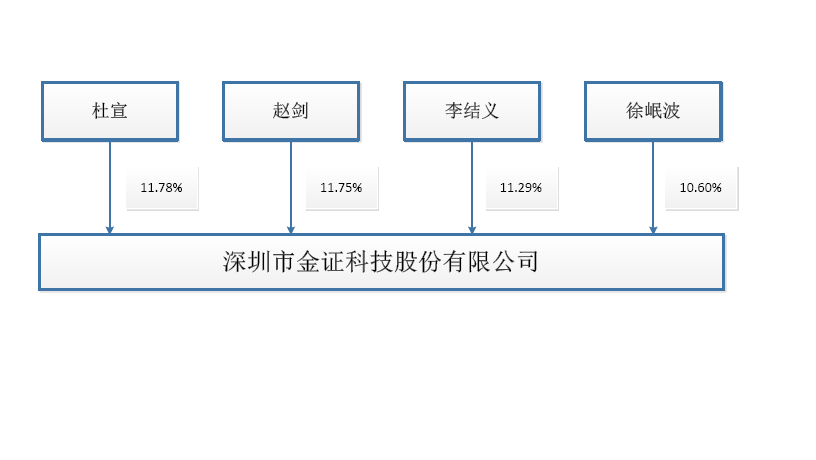 杜宣
赵剑
李结义
徐岷波
11.78%
11.75%
11.29%
10.60%
深圳市金证科技股份有限公司